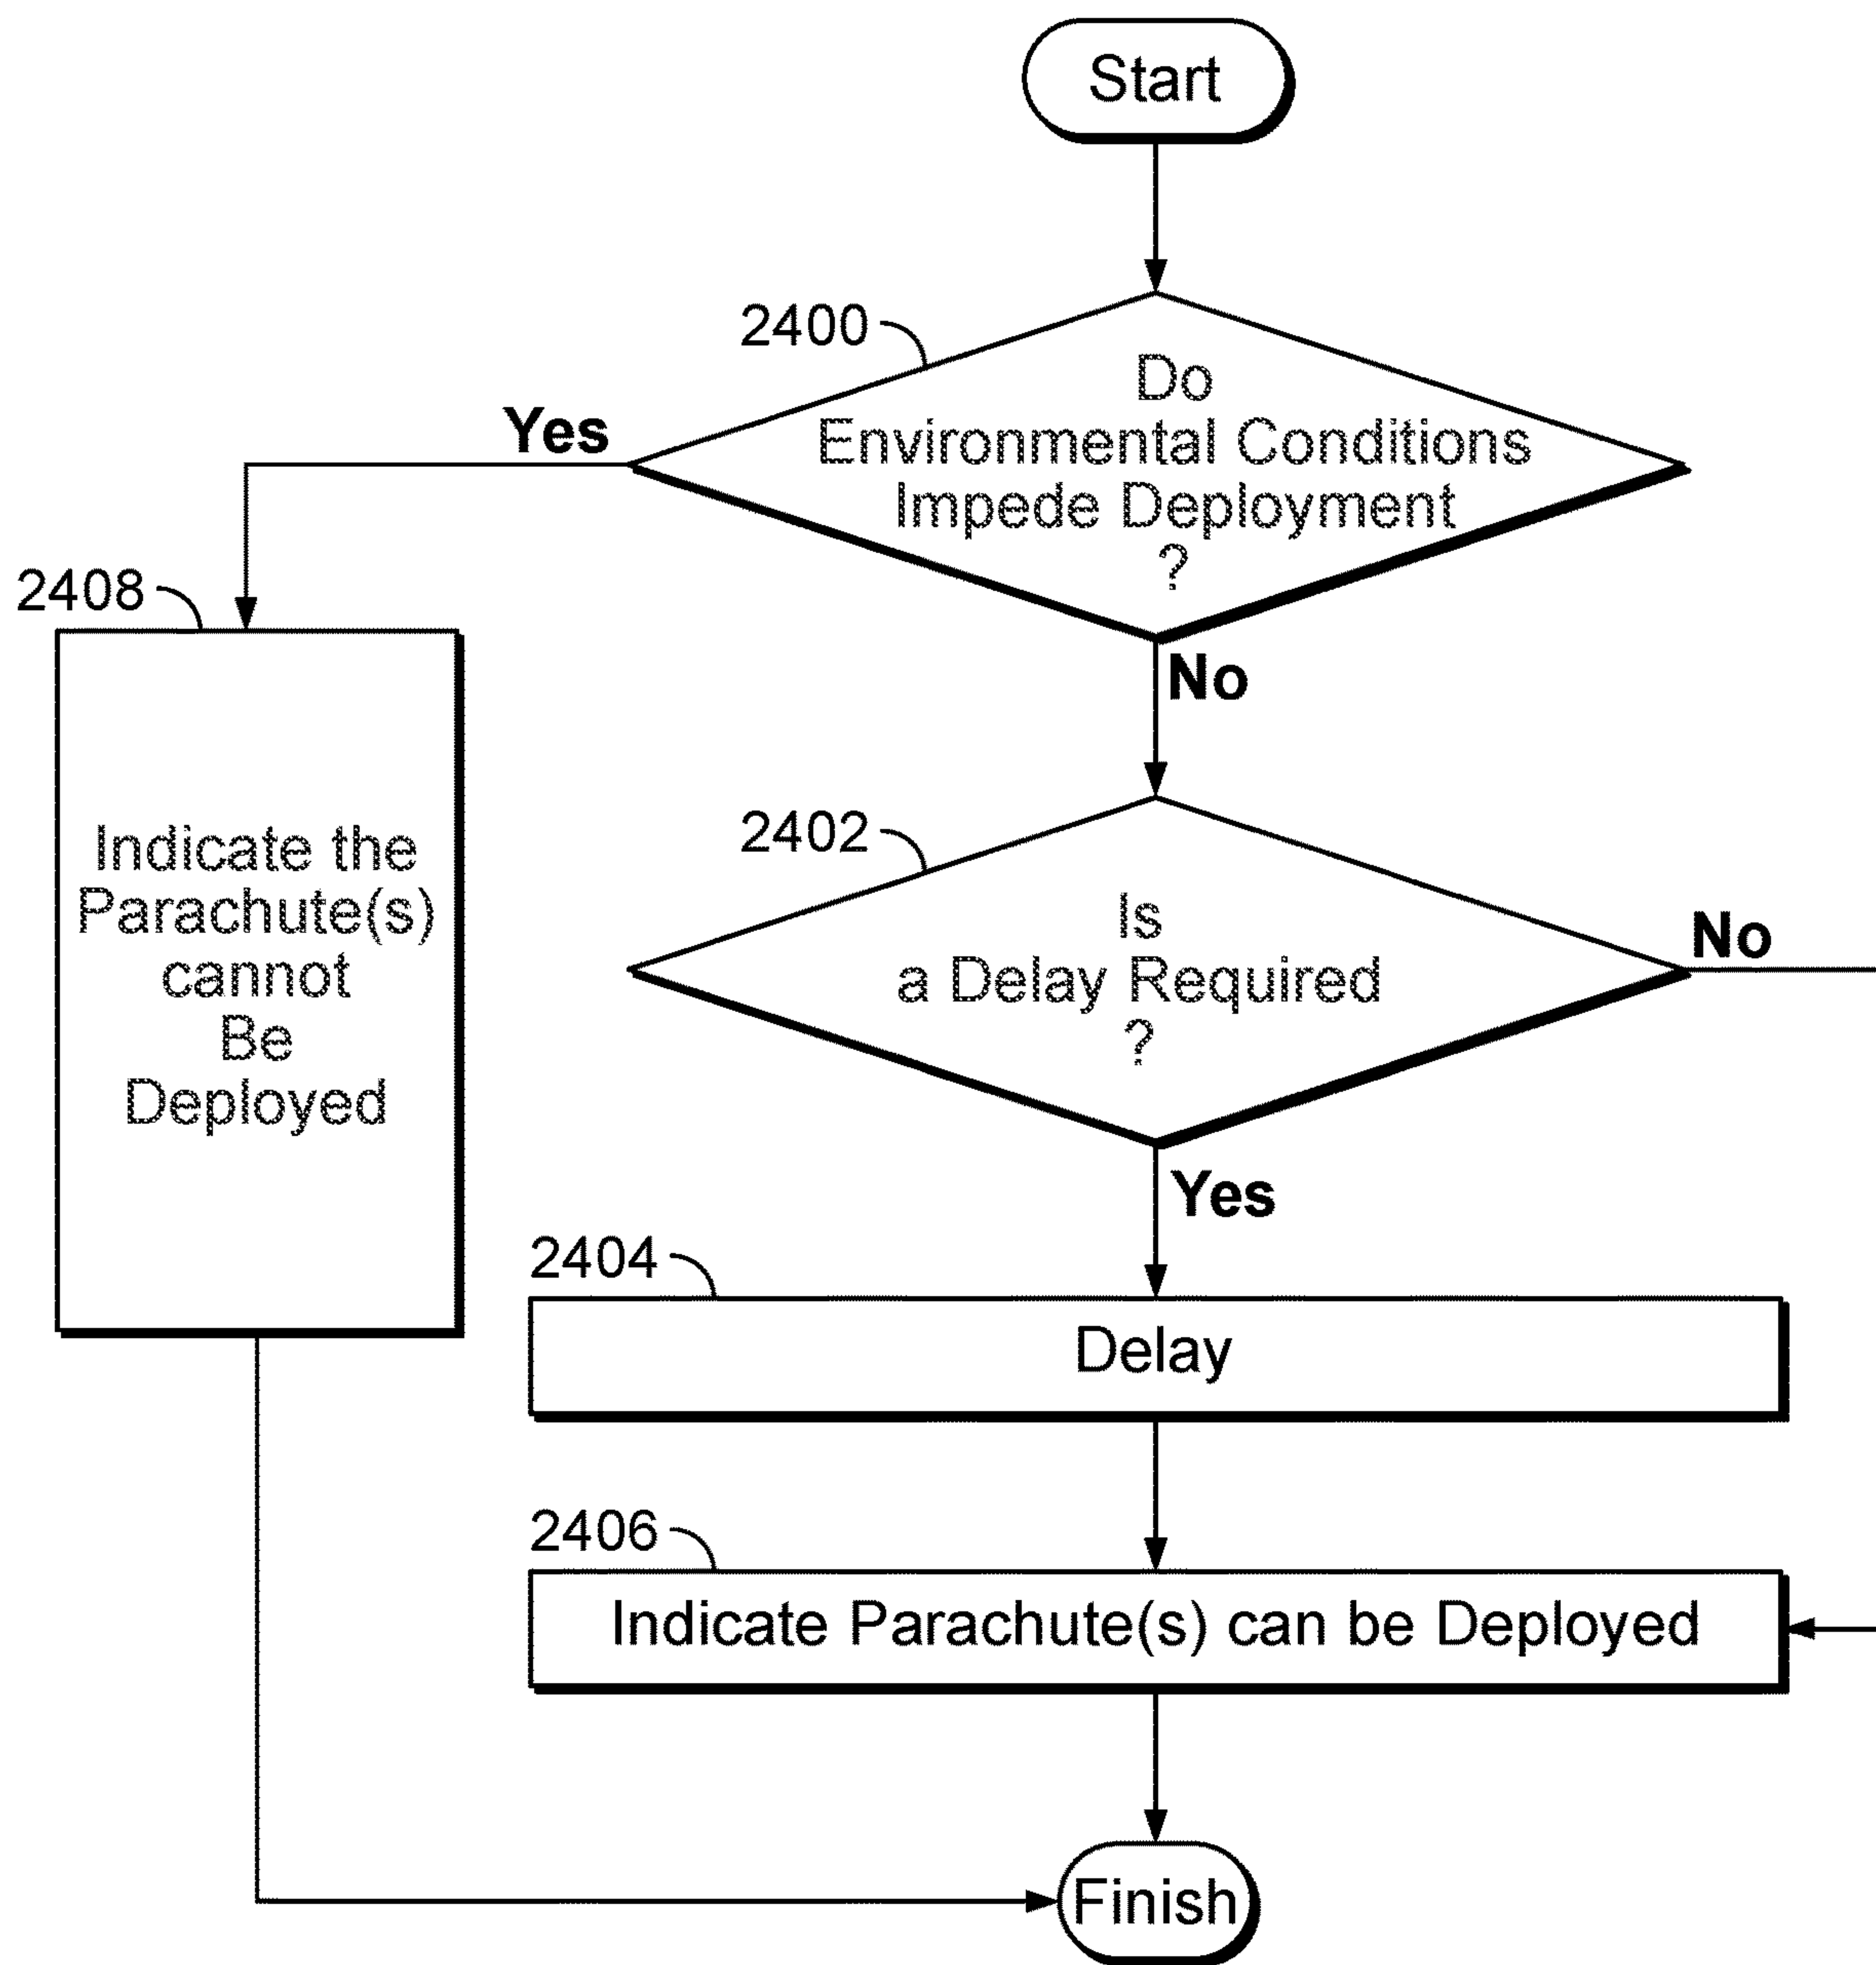 Start
2400
Do
Environmental Conditions
Impede Deployment
?
Yes
No
2408
Indicate the
Parachute(s)
cannot
Be
Deployed
2402
Is
a Delay Required
?
No
Yes
2404
Delay
2406
Indicate Parachute(s) can be Deployed
Finish